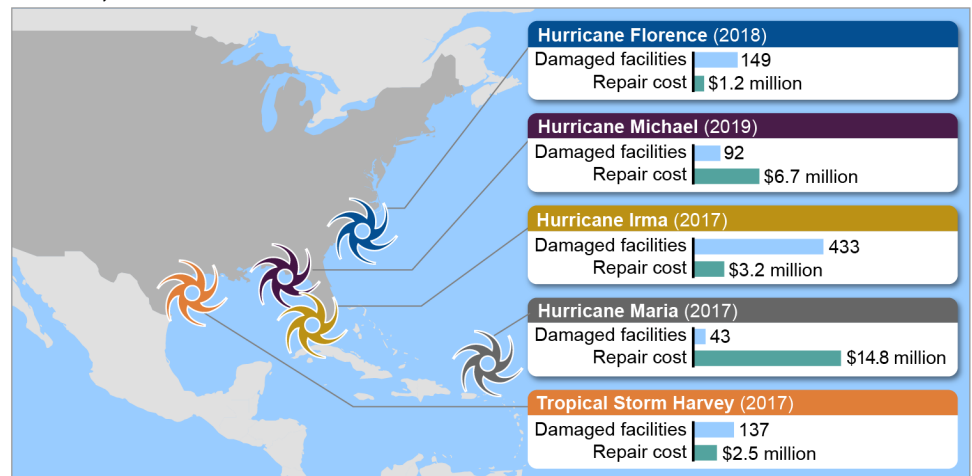 Hurricane Florence (2018)
Damaged facilities 149
Repair cost $1.2 million
Hurricane Michael (2019)
Damaged facilities 92
Repair cost $6.7 million
Hurricane Irma (2017)
Damaged facilities 433
Repair cost $3.2 million
Hurricane Maria (2017)
Damaged facilities 43
Repair cost $14.8 million
Tropical Storm Harvey (2017)
Damaged facilities 137
Repair cost $2.5 million